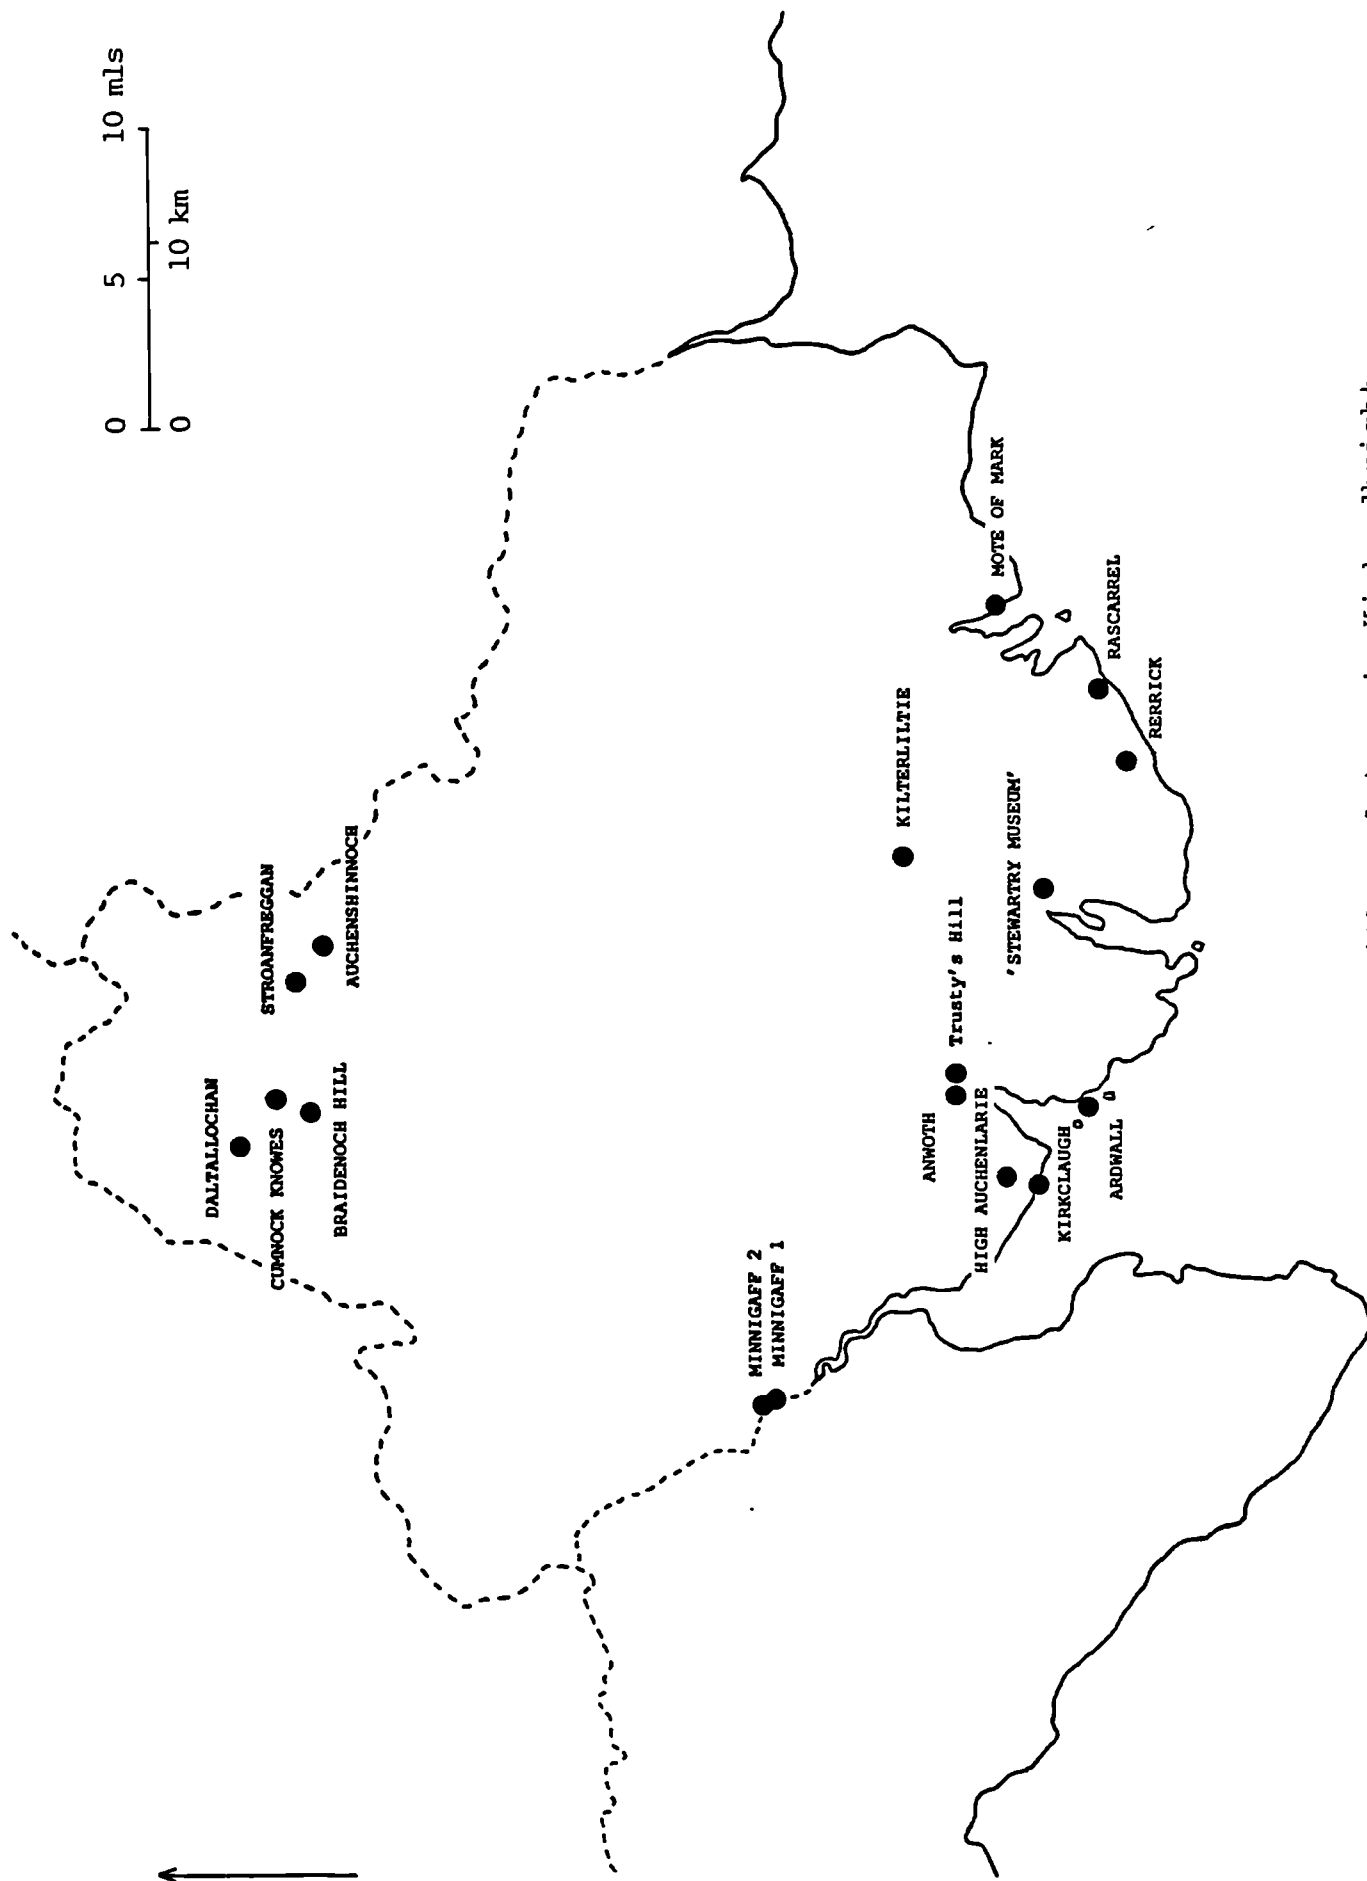 0 5 10 mls
0 10 km
DALTALLOCHAN
CUMNOCK KNOWES
BRAIDENOCH HILL
STROANFREGGAN
AUCHENSHINNOCH
MINNIGAFF 2
MINNIGAFF 1
KILTERLILTIE
ANWOTH
Trusty's Hill
HIGH AUCHENLARIE
KIRKCLAUGH
ARDWALL
'STEWARTRY MUSEUM'
MOTE OF MARK
RASCARREL
RERRICK